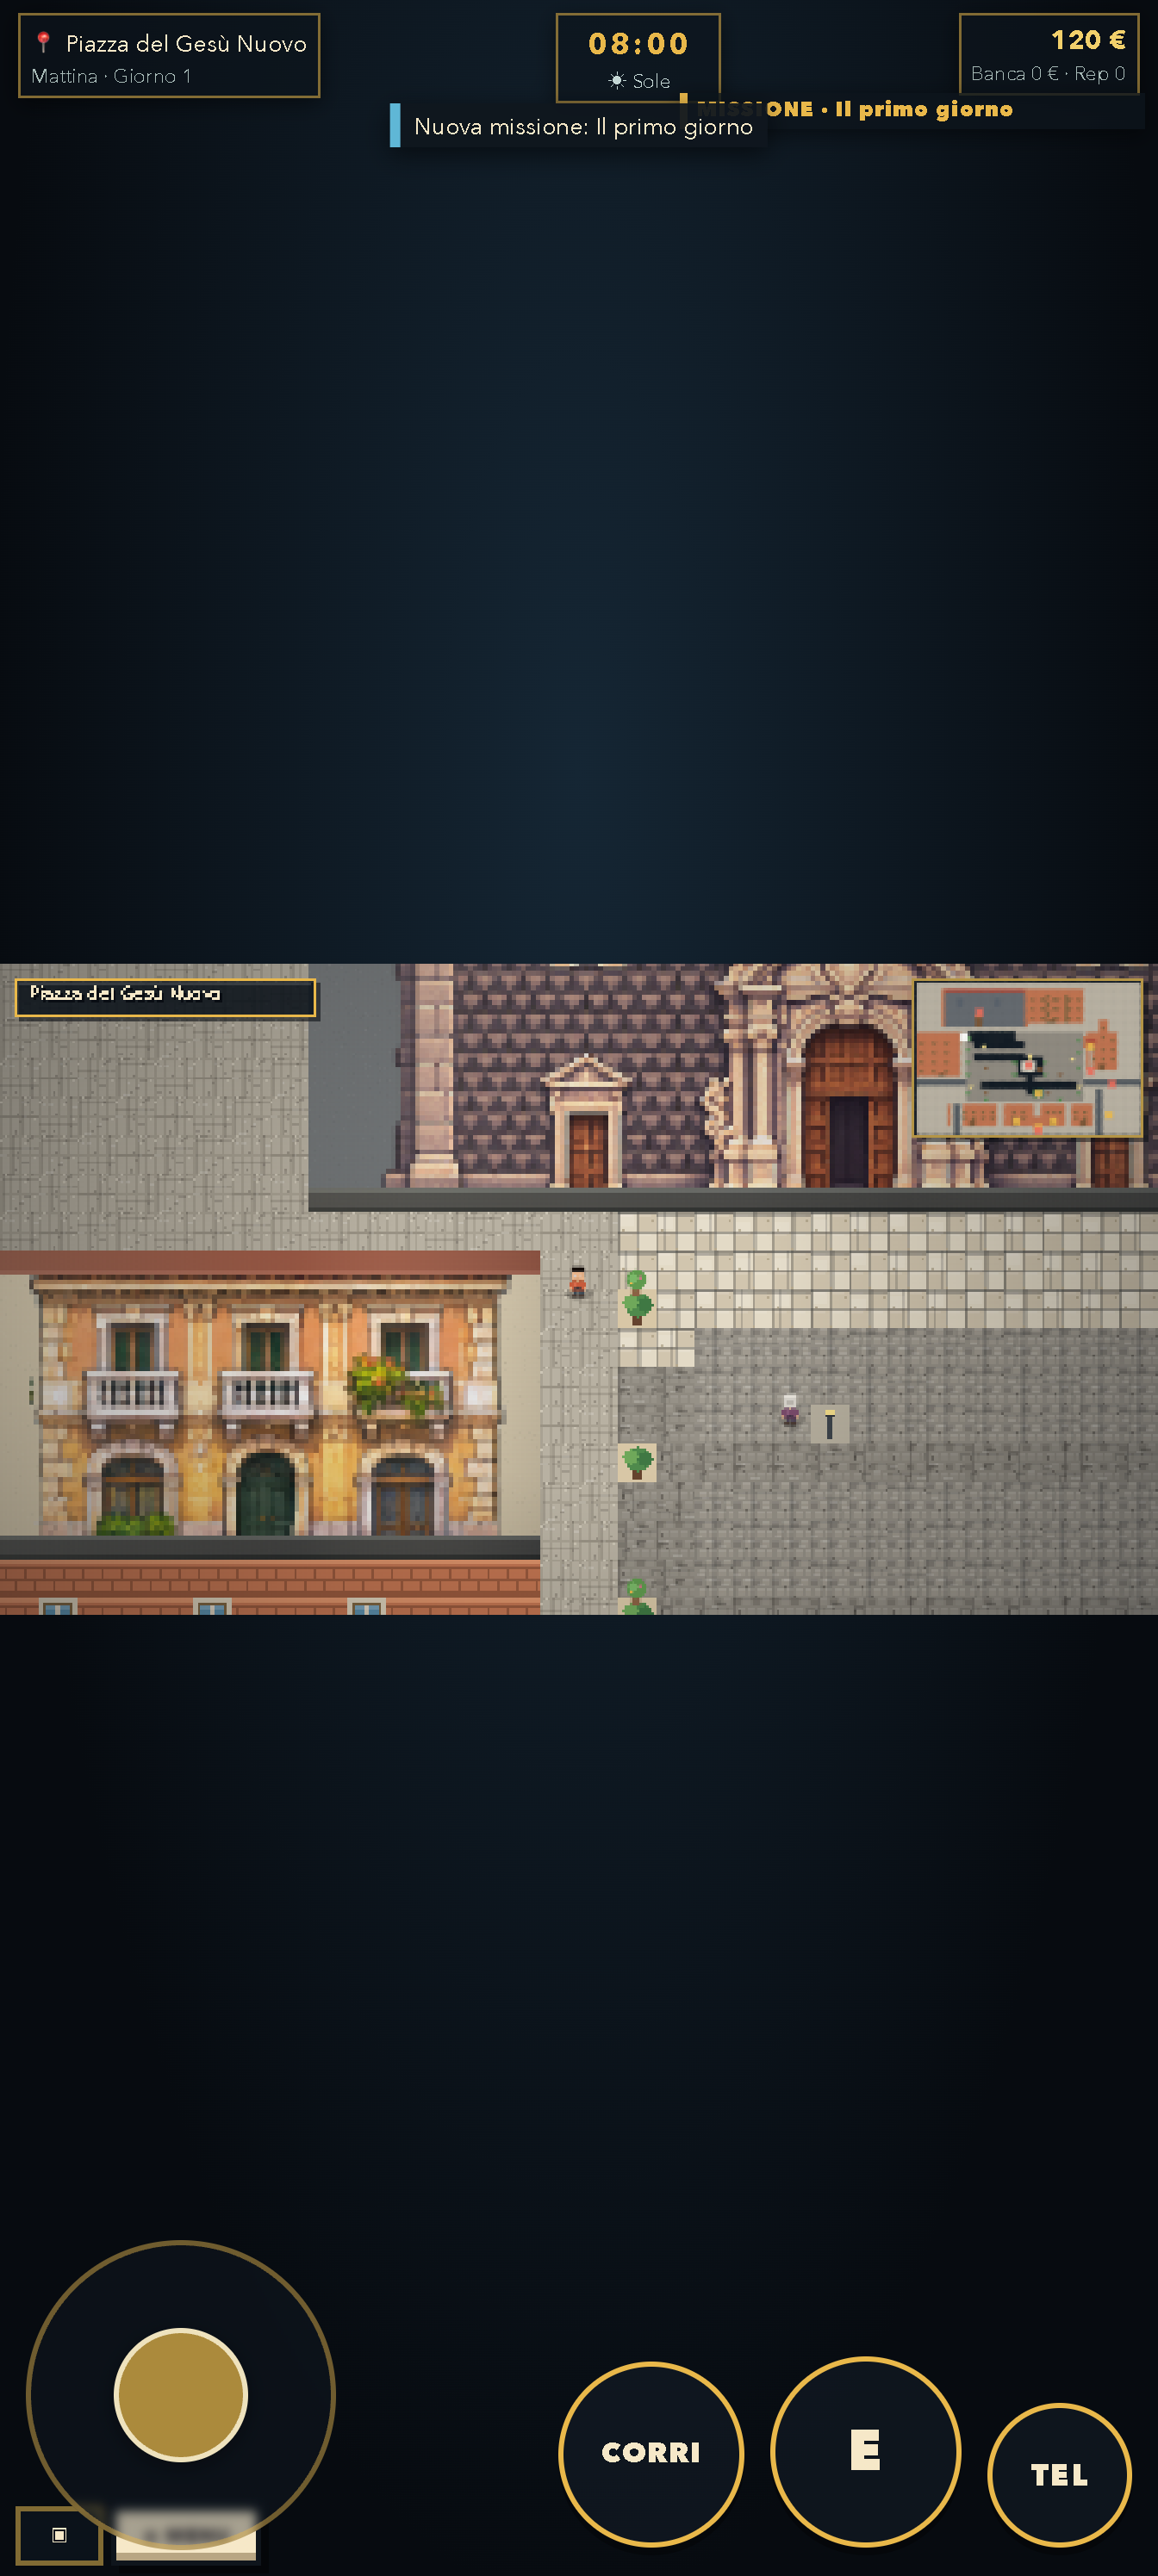 Piazza del Gesù Nuovo
Mattina · Giorno 1
08:00
☀ Sole
120 €
Banca 0 € · Rep 0
MISSIONE · Il primo giorno
Nuova missione: Il primo giorno
Piazza del Gesù Nuovo
CORRI
E
TEL